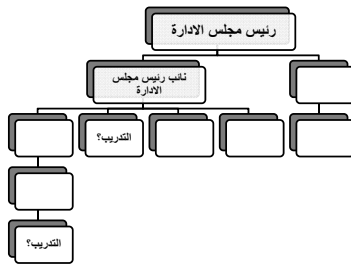 رئيس مجلس الادارة
نائب رئيس مجلس
الادارة
التدريب؟
التدريب؟